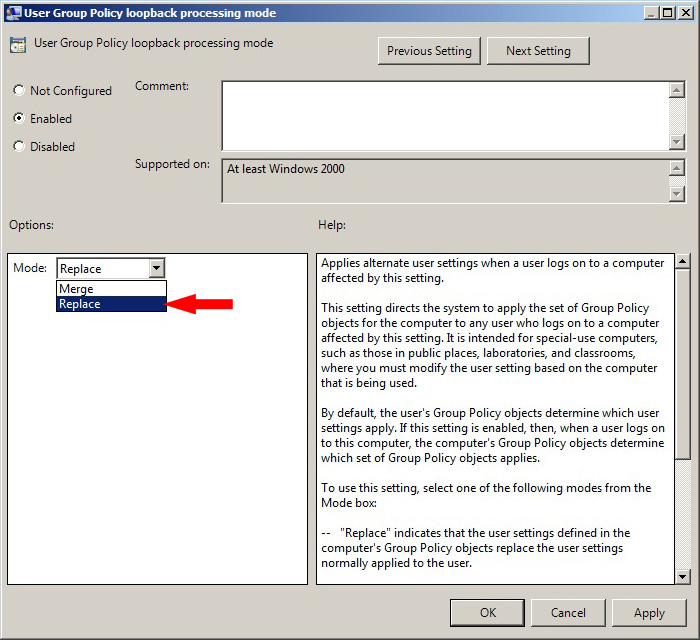 User Group Policy loopback processing mode
User Group Policy loopback processing mode
Previous Setting
Next Setting
Not Configured
Enabled
Disabled
Comment:
Supported on:
At least Windows 2000
Options:
Help:
Mode:
Replace
Merge
Replace
Applies alternate user settings when a user logs on to a computer
affected by this setting.
This setting directs the system to apply the set of Group Policy
objects for the computer to any user who logs on to a computer
affected by this setting. It is intended for special-use computers,
such as those in public places, laboratories, and classrooms,
where you must modify the user setting based on the computer
that is being used.
By default, the user's Group Policy objects determine which user
settings apply. If this setting is enabled, then, when a user logs on
to this computer, the computer's Group Policy objects determine
which set of Group Policy objects applies.
To use this setting, select one of the following modes from the
Mode box:
-- "Replace" indicates that the user settings defined in the
computer's Group Policy objects replace the user settings
normally applied to the user.
OK
Cancel
Apply